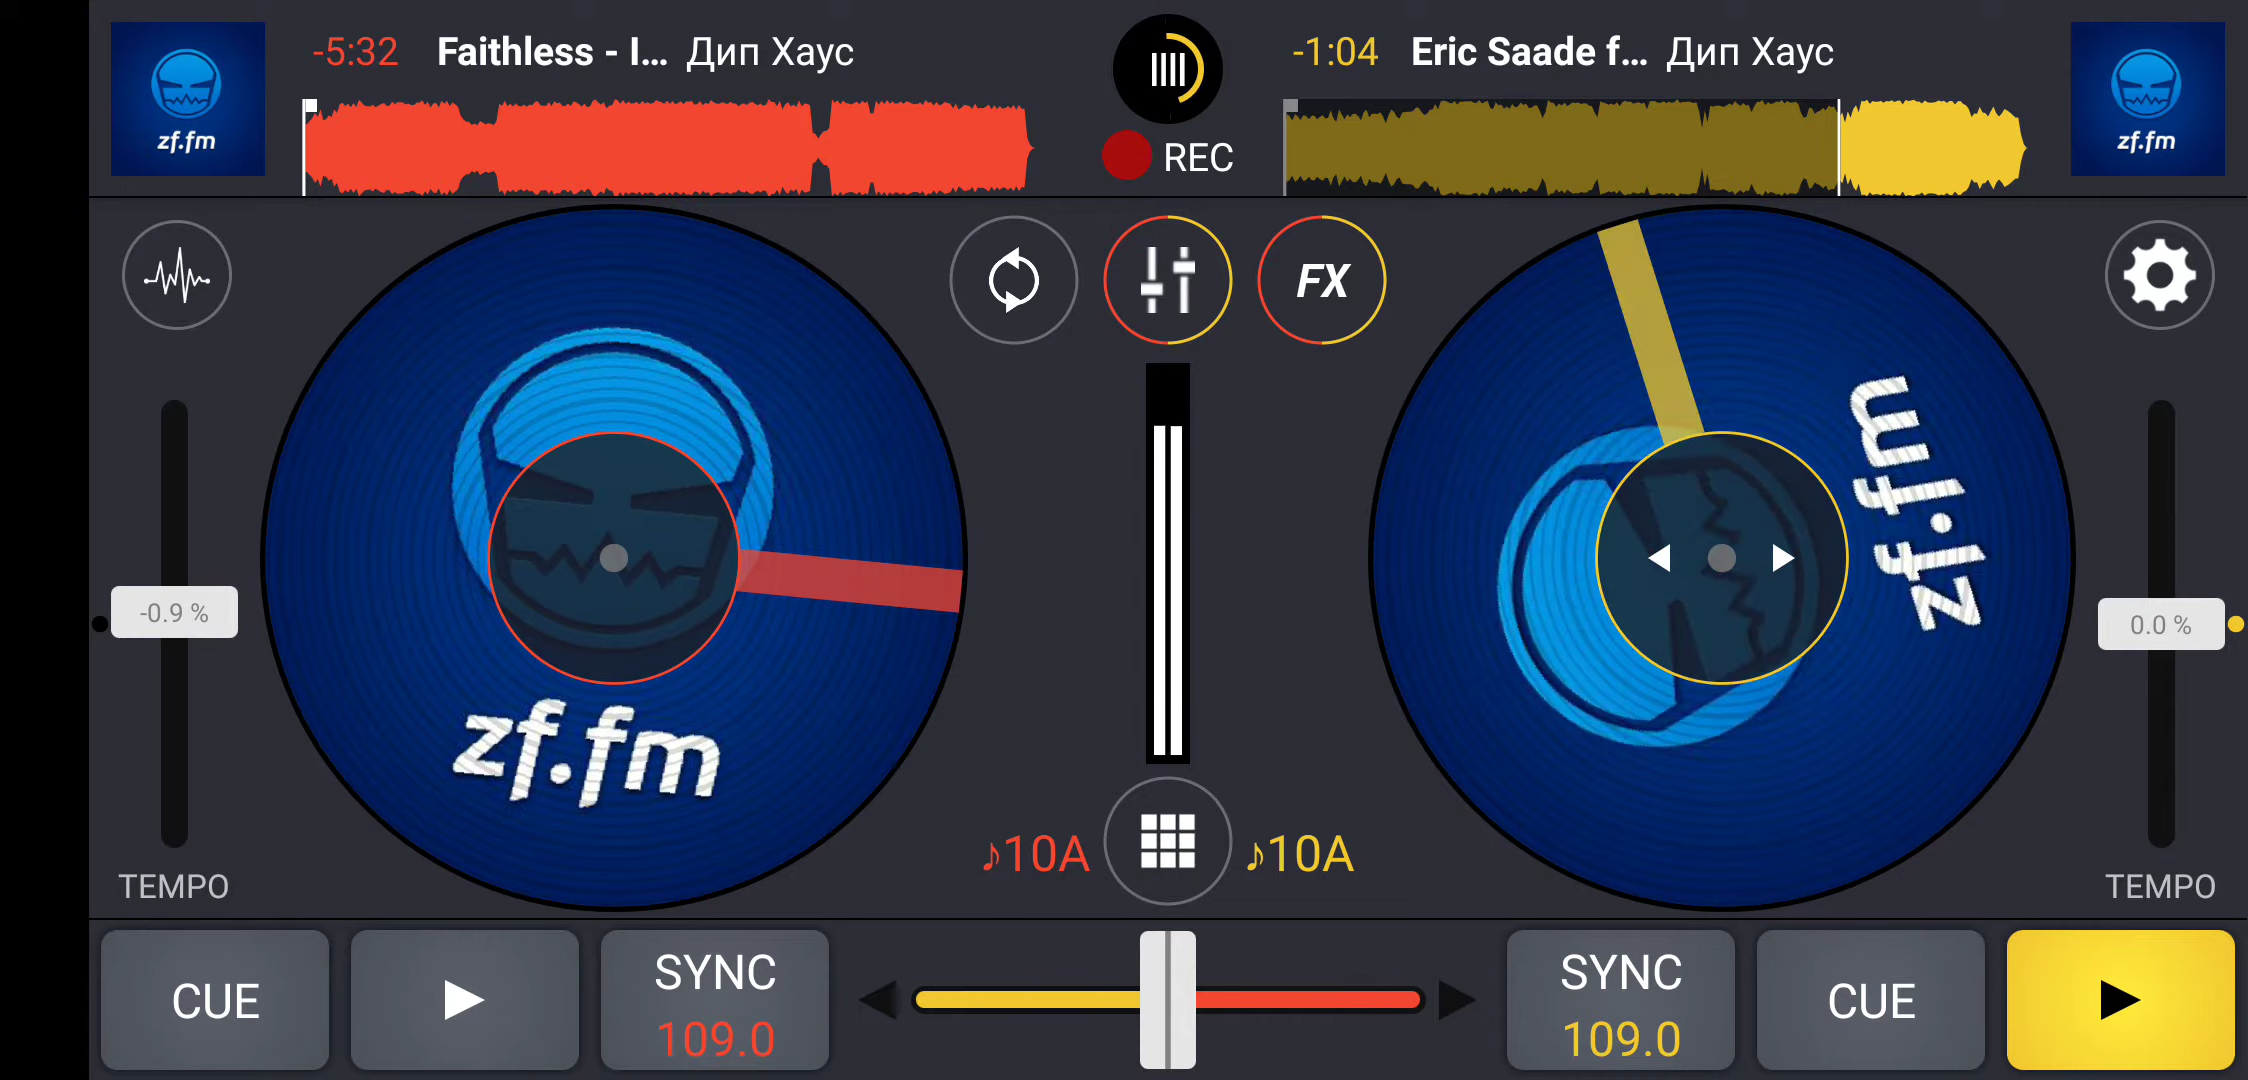 zf.fm
-5:32 Faithless - I... Дип Хаус
-1:04 Eric Saade f... Дип Хаус
zf.fm
REC
FX
-0.9 %
0.0 %
zf.fm
zf.fm
♪10A
♪10A
TEMPO
TEMPO
CUE
SYNC
109.0
SYNC
109.0
CUE